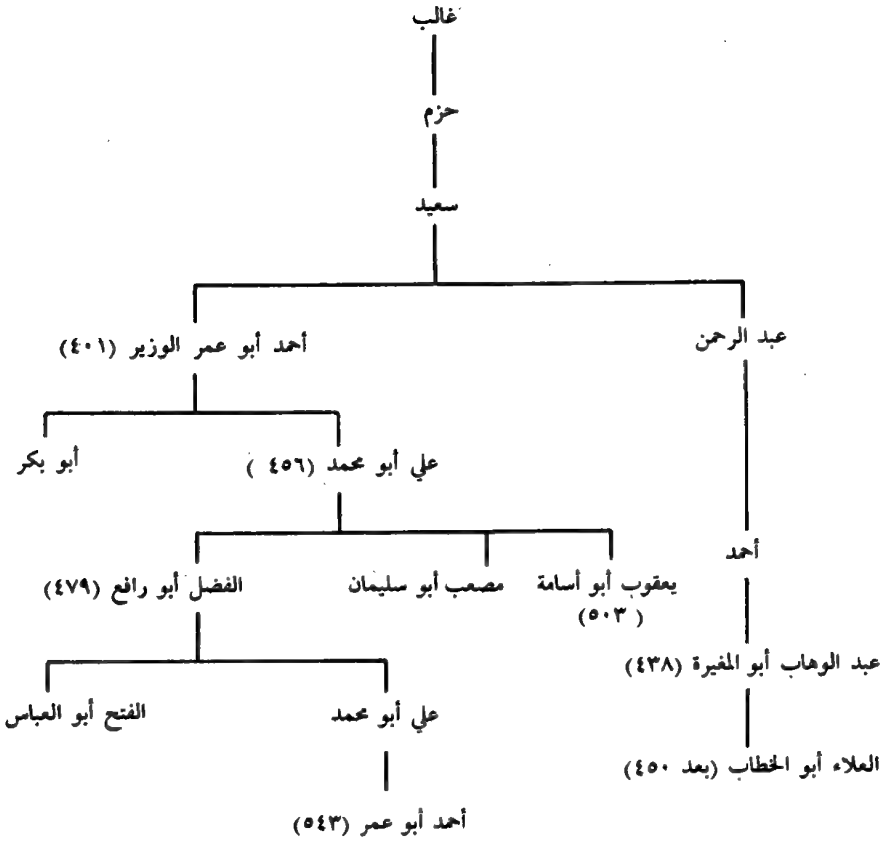 غالب
حزم
سعيد
عبد الرحمن
أحمد أبو عمر الوزير (٤٠١)
علي أبو محمد (٤٥٦ )
أبو بكر
أحمد
يعقوب أبو أسامة
(٥٠٣ )
مصعب أبو سليمان
الفضل أبو رافع (٤٧٩)
عبد الوهاب أبو المغيرة (٤٣٨)
علي أبو محمد
الفتح أبو العباس
العلاء أبو الخطاب (بعد ٤٥٠)
أحمد أبو عمر (٥٤٣)